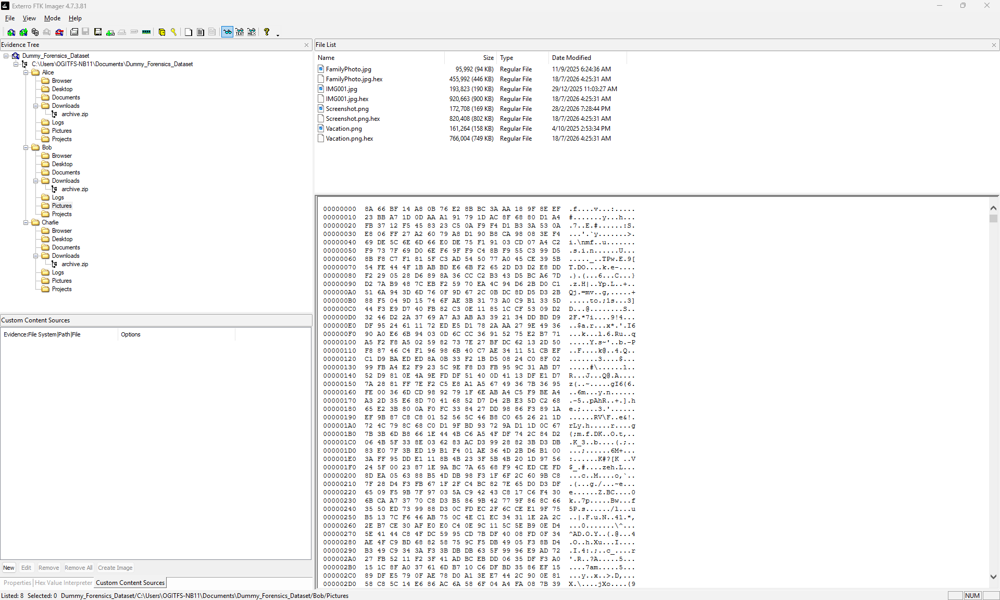 Exterro FTK Imager 4.7.3.81
File View Mode Help
Evidence Tree
Dummy_Forensics_Dataset
C:\Users\OGITFS-NB11\Documents\Dummy_Forensics_Dataset
Alice
Browser
Desktop
Documents
Downloads
archive.zip
Logs
Pictures
Projects
Bob
Browser
Desktop
Documents
Downloads
archive.zip
Logs
Pictures
Projects
Charlie
Browser
Desktop
Documents
Downloads
archive.zip
Logs
Pictures
Projects
Custom Content Sources
Evidence:File System|Path|File Options
New Edit Remove Remove All Create Image
Properties Hex Value Interpreter Custom Content Sources
File List
Name Size Type Date Modified
FamilyPhoto.jpg 95,992 (94 KB) Regular File 11/9/2025 6:24:36 AM
FamilyPhoto.jpg.hex 455,992 (446 KB) Regular File 18/7/2026 4:25:31 AM
IMG001.jpg 193,823 (190 KB) Regular File 29/12/2025 11:03:27 AM
IMG001.jpg.hex 920,663 (900 KB) Regular File 18/7/2026 4:25:31 AM
Screenshot.png 172,708 (169 KB) Regular File 28/2/2026 7:28:44 PM
Screenshot.png.hex 820,408 (802 KB) Regular File 18/7/2026 4:25:31 AM
Vacation.png 161,264 (158 KB) Regular File 4/10/2025 2:53:34 PM
Vacation.png.hex 766,004 (749 KB) Regular File 18/7/2026 4:25:31 AM
00000000 8A 66 BF 14 A8 0B 76 E2 8B BC 3A AA 18 9F 8E EF .f....v...:.....
00000010 23 BB A7 1D 0D AA A1 91 79 1D AC 8F 68 80 D1 A4 #.......y...h...
00000020 FB 37 12 F5 45 83 23 C5 0A F9 F4 D1 B3 3A 53 0A .7..E.#......:S.
00000030 E8 06 FF 27 A2 60 79 A8 D1 90 B8 CA 98 08 3E F4 ...'.`y.......>.
00000040 69 DE 5C 6E 6D 66 E0 DE 75 F1 91 03 CD 07 A4 C2 i.\nmf..u.......
00000050 F9 73 7F 69 D0 6E F6 9F F9 C4 8B F9 55 C3 99 D5 .s.i.n......U...
00000060 8B F8 C7 F1 81 5F C3 AD 54 50 77 A0 45 CE 39 5B ....._..TPw.E.9[
00000070 54 FE 44 4F 1B AB BD E6 6B F2 65 2D D3 D2 E8 DD T.DO....k.e-....
00000080 F2 29 05 28 D6 89 8A 36 CC C2 B3 43 D5 BC A6 7D .).(...6...C...}
00000090 D2 7A B9 48 7C EB F2 59 70 EA 4C 94 D6 2B D0 C1 .z.H|..Yp.L..+..
000000A0 51 6A 94 3D 6D 76 0F 9D 67 2C 0B DC 8D D5 D3 2B Qj.=mv..g,.....+
000000B0 88 F5 04 9D 15 74 6F AE 3B 31 73 A0 C9 B1 33 5D .....to.;1s...3]
000000C0 44 F3 E9 D7 40 FB 82 C3 0E 11 85 1C CF 53 09 D2 D...@........S..
000000D0 32 46 D2 2A 37 69 A7 A3 AB A3 39 21 34 DD BD D9 2F.*7i....9!4...
000000E0 DF 95 24 61 11 72 ED E5 D1 78 2A AA 27 9E 49 36 ..$a.r...x*.'.I6
000000F0 90 A0 E6 6B 94 03 0D 6C CC 36 91 52 75 E2 B7 71 ...k...l.6.Ru..q
00000100 A5 F2 F8 A5 02 59 82 73 7E 27 BF DC 62 13 2D 50 .....Y.s~'..b.-P
00000110 F8 87 46 C4 F1 96 98 6B 40 C7 AE 34 11 51 CB EF ..F....k@..4.Q..
00000120 C1 D9 BA ED ED 8A 0B 33 F2 1B D5 08 24 C0 8F 02 .......3....$...
00000130 99 FB A4 E2 F9 23 5C 9E F8 D3 FB 95 9C 31 AB D7 .....#\......1..
00000140 52 D9 81 0E 4A 9E FD DF 51 40 0D 41 13 DF E1 D7 R...J...Q@.A....
00000150 7A 28 81 FF 7E F2 C5 E8 A1 A5 67 49 36 7B 36 95 z(..~.....gI6{6.
00000160 FE 00 36 6D CD 98 92 79 1F 6E AB A4 C5 F9 BE A4 ..6m...y.n......
00000170 A3 2D 35 E6 8D 70 41 68 52 D7 D4 2B E3 5D C2 68 .-5..pAhR..+.].h
00000180 65 E2 3B 80 0A F0 FC 33 84 27 DD 98 86 F3 89 1A e.;....3.'......
00000190 EF 9B 87 C8 C8 01 52 56 5C 46 B8 C0 65 26 21 1D ......RV\F..e&!.
000001A0 72 4C 79 8C 68 C0 D1 9F BD 93 72 9A D1 1D 0C 67 rLy.h.....r....g
000001B0 7B 3B 6D B8 66 1E 44 4B C6 A5 4F DF 74 2C 84 D2 {;m.f.DK..O.t,..
000001C0 06 4B 5F 33 8E 03 62 83 AC D3 99 28 82 3B D3 DB .K_3..b....(.;..
000001D0 83 E0 7F 3B ED 19 B1 F4 01 AE 36 4D 2B D6 B1 00 ...;......6M+...
000001E0 3A FF 95 DD E1 11 8B 4B 23 3F 5B 4B 20 1D 97 56 :......K#?[K ..V
000001F0 24 5F 00 23 87 1E 9A BC 7A 65 68 F9 4C ED CE FD $_.#....zeh.L...
00000200 8D EA 05 63 88 B5 4D DB 98 F3 1F 6F 2C 60 9B C8 ...c..M....o,`..
00000210 7F 28 D4 F3 FB 67 1F 2F C4 BC 82 7E 65 D0 D3 DF .(...g./...~e...
00000220 65 09 F5 9B 7F 97 03 5A C9 42 43 C8 17 C6 F4 30 e......Z.BC....0
00000230 6B CA A7 37 70 C8 D3 B5 86 9B 42 77 9F 86 8C 66 k..7p.....Bw...f
00000240 35 50 ED 73 99 88 D3 0C FD EC 2F 6C CE E1 9F 75 5P.s....../l...u
00000250 B5 13 7C F6 46 AB 75 0C 4E C1 EC 34 31 1E 2A 2C ..|.F.u.N..41.*,
00000260 2E B7 CE 30 AF E0 E0 C4 0E 9C 11 5C 5E B9 0E D4 ...0.......\^...
00000270 5E 41 44 C8 4F DC 59 95 CD 7B DF 40 08 FD 0F 34 ^AD.O.Y..{.@...4
00000280 AE 4F C9 BD 68 82 58 75 9C F5 DB 49 05 F3 8B D4 .O..h.Xu...I....
00000290 B3 49 C9 34 3A F3 3B DB DB 63 5F 99 96 E9 AD 72 .I.4:.;..c_....r
000002A0 27 FB 52 11 F2 3F 41 AD BC EB DD 06 35 DF F3 A0 '.R..?A.....5...
000002B0 15 1C 8F A0 37 61 6D B7 10 C6 DF BD 35 86 EF 15 ....7am.....5...
000002C0 89 DF E5 79 0F AE 78 D0 A1 3E E7 44 2C 90 0E 81 ...y..x..>.D,...
000002D0 58 C8 5C 14 E6 86 AC 6A 58 6F 04 A4 FA 08 7B 39 X.\....jXo....{9
Listed: 8 Selected: 0 Dummy_Forensics_Dataset/C:\Users\OGITFS-NB11\Documents\Dummy_Forensics_Dataset/Bob/Pictures
NUM